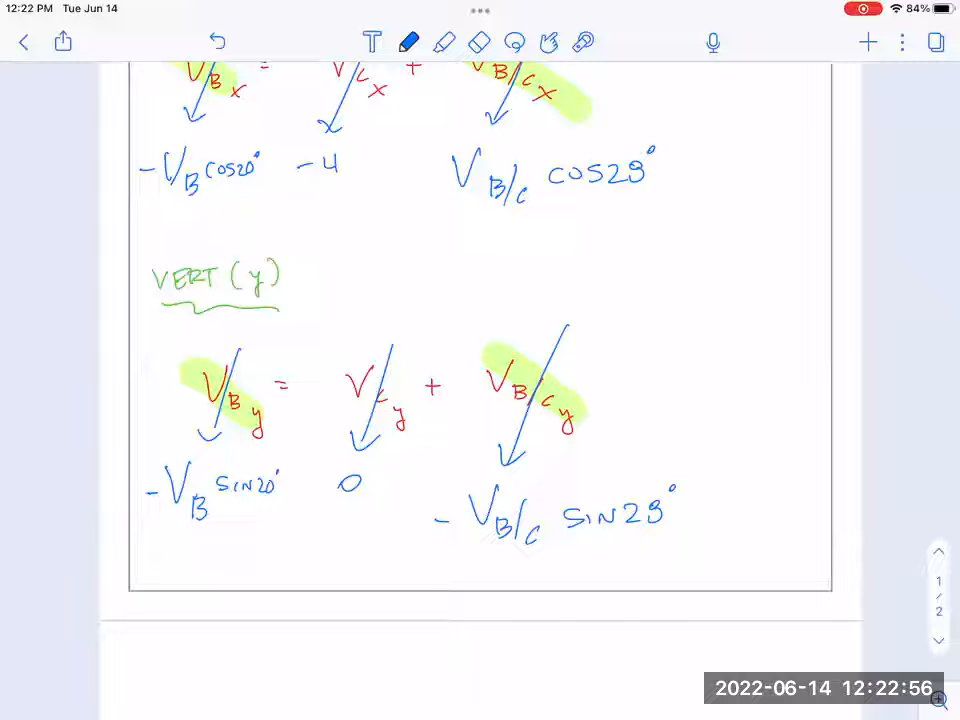 12:22 PM Tue Jun 14
84%
V_Bx = V_Cx + V_B/Cx
-V_B cos20° -4 V_B/C cos29°
VERT (y)
V_By = V_Cy + V_B/Cy
-V_B sin20° 0 - V_B/C sin29°
1
/
2
2022-06-14 12:22:56